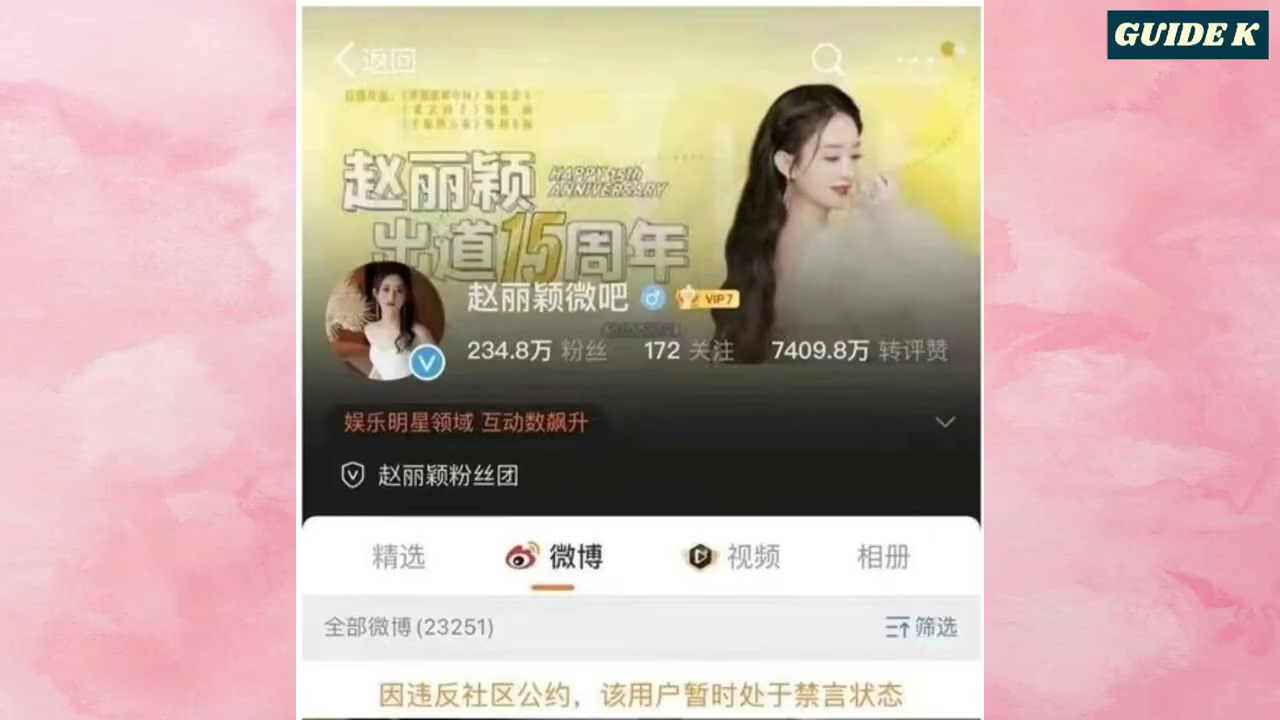 GUIDE K
返回
赵丽颖
HAPPY 15th
ANNIVERSARY
出道15周年
赵丽颖微吧 VIP 7
234.8万 粉丝 172 关注 7409.8万 转评赞
娱乐明星领域 互动数飙升
赵丽颖粉丝团
精选 微博 视频 相册
全部微博(23251) 筛选
因违反社区公约，该用户暂时处于禁言状态